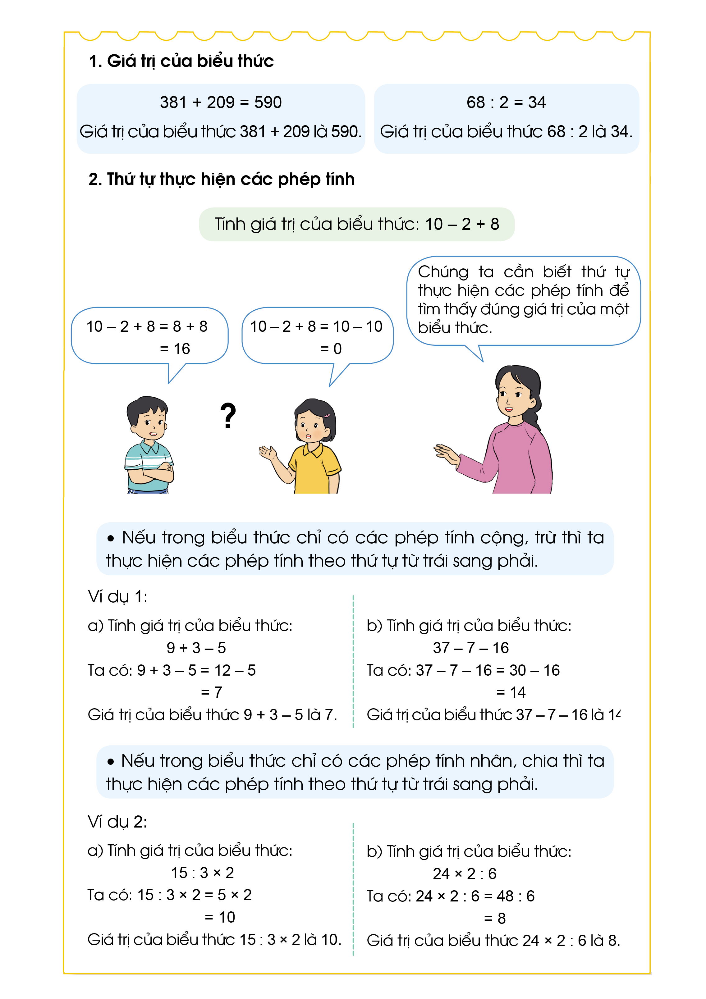 1. Giá trị của biểu thức
381 + 209 = 590
Giá trị của biểu thức 381 + 209 là 590.
68 : 2 = 34
Giá trị của biểu thức 68 : 2 là 34.
2. Thứ tự thực hiện các phép tính
Tính giá trị của biểu thức: 10 – 2 + 8
10 – 2 + 8 = 8 + 8
= 16
10 – 2 + 8 = 10 – 10
= 0
Chúng ta cần biết thứ tự
thực hiện các phép tính để
tìm thấy đúng giá trị của một
biểu thức.
?
• Nếu trong biểu thức chỉ có các phép tính cộng, trừ thì ta
thực hiện các phép tính theo thứ tự từ trái sang phải.
Ví dụ 1:
a) Tính giá trị của biểu thức:
9 + 3 – 5
Ta có: 9 + 3 – 5 = 12 – 5
= 7
Giá trị của biểu thức 9 + 3 – 5 là 7.
b) Tính giá trị của biểu thức:
37 – 7 – 16
Ta có: 37 – 7 – 16 = 30 – 16
= 14
Giá trị của biểu thức 37 – 7 – 16 là 14
• Nếu trong biểu thức chỉ có các phép tính nhân, chia thì ta
thực hiện các phép tính theo thứ tự từ trái sang phải.
Ví dụ 2:
a) Tính giá trị của biểu thức:
15 : 3 × 2
Ta có: 15 : 3 × 2 = 5 × 2
= 10
Giá trị của biểu thức 15 : 3 × 2 là 10.
b) Tính giá trị của biểu thức:
24 × 2 : 6
Ta có: 24 × 2 : 6 = 48 : 6
= 8
Giá trị của biểu thức 24 × 2 : 6 là 8.